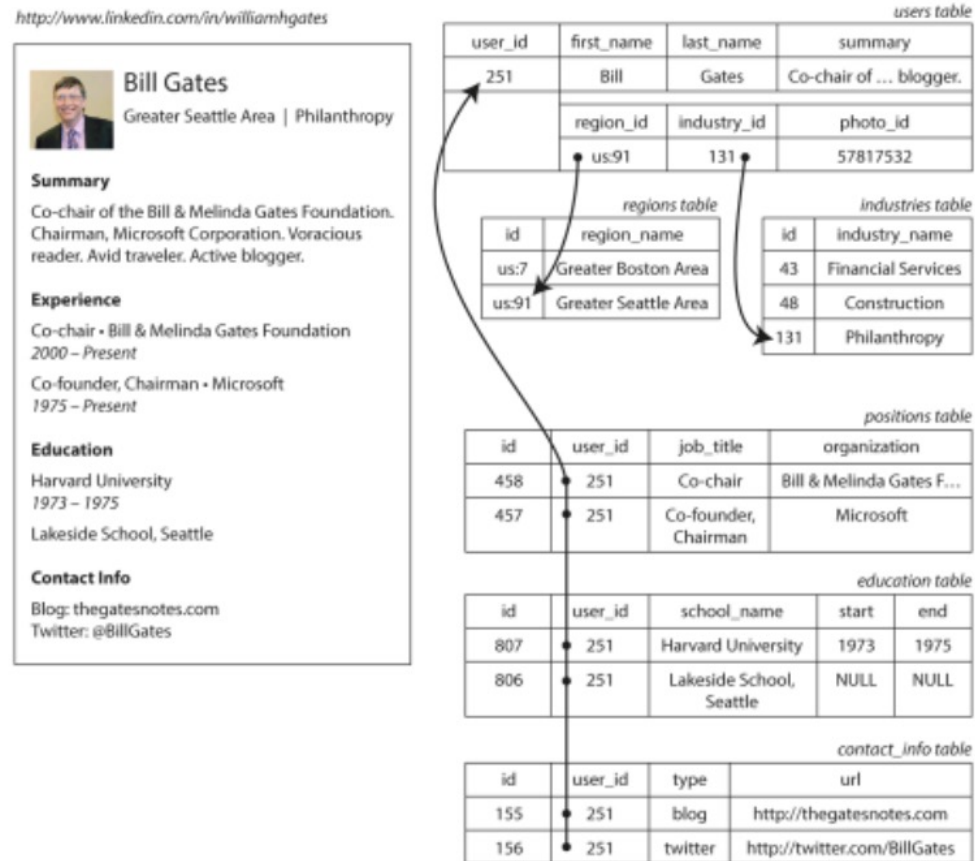 http://www.linkedin.com/in/williamhgates
Bill Gates
Greater Seattle Area | Philanthropy
Summary
Co-chair of the Bill & Melinda Gates Foundation.
Chairman, Microsoft Corporation. Voracious
reader. Avid traveler. Active blogger.
Experience
Co-chair • Bill & Melinda Gates Foundation
2000 – Present
Co-founder, Chairman • Microsoft
1975 – Present
Education
Harvard University
1973 – 1975
Lakeside School, Seattle
Contact Info
Blog: thegatesnotes.com
Twitter: @BillGates
users table
user_id first_name last_name summary
251 Bill Gates Co-chair of … blogger.
region_id industry_id photo_id
us:91 131 57817532
regions table
id region_name
us:7 Greater Boston Area
us:91 Greater Seattle Area
industries table
id industry_name
43 Financial Services
48 Construction
131 Philanthropy
positions table
id user_id job_title organization
458 251 Co-chair Bill & Melinda Gates F…
457 251 Co-founder, Microsoft
Chairman
education table
id user_id school_name start end
807 251 Harvard University 1973 1975
806 251 Lakeside School, NULL NULL
Seattle
contact_info table
id user_id type url
155 251 blog http://thegatesnotes.com
156 251 twitter http://twitter.com/BillGates